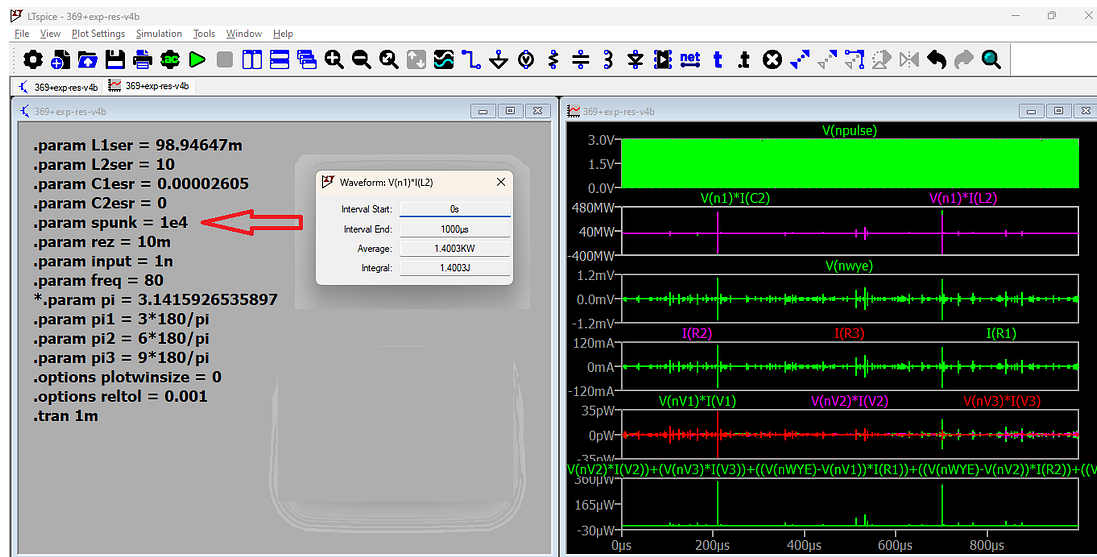 LTspice - 369+exp-res-v4b
File View Plot Settings Simulation Tools Window Help
.ac net t .t
369+exp-res-v4b 369+exp-res-v4b
369+exp-res-v4b
.param L1ser = 98.94647m
.param L2ser = 10
.param C1esr = 0.00002605
.param C2esr = 0
.param spunk = 1e4
.param rez = 10m
.param input = 1n
.param freq = 80
*.param pi = 3.1415926535897
.param pi1 = 3*180/pi
.param pi2 = 6*180/pi
.param pi3 = 9*180/pi
.options plotwinsize = 0
.options reltol = 0.001
.tran 1m
Waveform: V(n1)*I(L2)
Interval Start: 0s
Interval End: 1000µs
Average: 1.4003KW
Integral: 1.4003J
369+exp-res-v4b
V(npulse)
3.0V
1.5V
0.0V
V(n1)*I(C2) V(n1)*I(L2)
480MW
40MW
-400MW
V(nwye)
1.2mV
0.0mV
-1.2mV
I(R2) I(R3) I(R1)
120mA
0mA
-120mA
V(nV1)*I(V1) V(nV2)*I(V2) V(nV3)*I(V3)
35pW
0pW
-35pW
V(nV2)*I(V2))+(V(nV3)*I(V3))+((V(nWYE)-V(nV1))*I(R1))+((V(nWYE)-V(nV2))*I(R2))+((V
360µW
165µW
-30µW
0µs 200µs 400µs 600µs 800µs